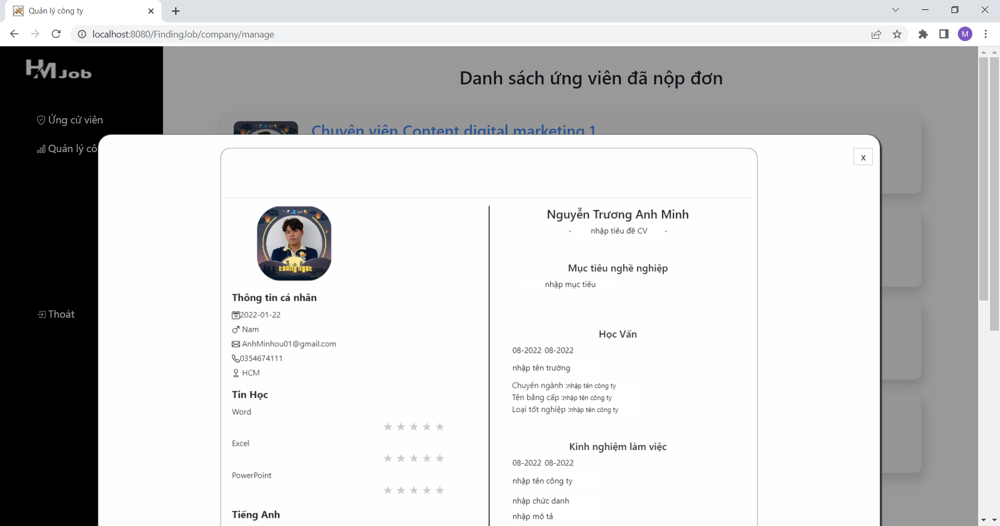 Quản lý công ty
localhost:8080/FindingJob/company/manage
M
HM Job
Ứng cử viên
Quản lý cô
Thoát
Danh sách ứng viên đã nộp đơn
Chuyên viên Content digital marketing 1
x
Thông tin cá nhân
2022-01-22
Nam
AnhMinhou01@gmail.com
0354674111
HCM
Tin Học
Word
★ ★ ★ ★ ★
Excel
★ ★ ★ ★ ★
PowerPoint
★ ★ ★ ★ ★
Tiếng Anh
Nguyễn Trương Anh Minh
- nhập tiêu đề CV -
Mục tiêu nghề nghiệp
nhập mục tiêu
Học Vấn
08-2022 08-2022
nhập tên trường
Chuyên ngành :nhập tên công ty
Tên bằng cấp :nhập tên công ty
Loại tốt nghiệp :nhập tên công ty
Kinh nghiệm làm việc
08-2022 08-2022
nhập tên công ty
nhập chức danh
nhập mô tả